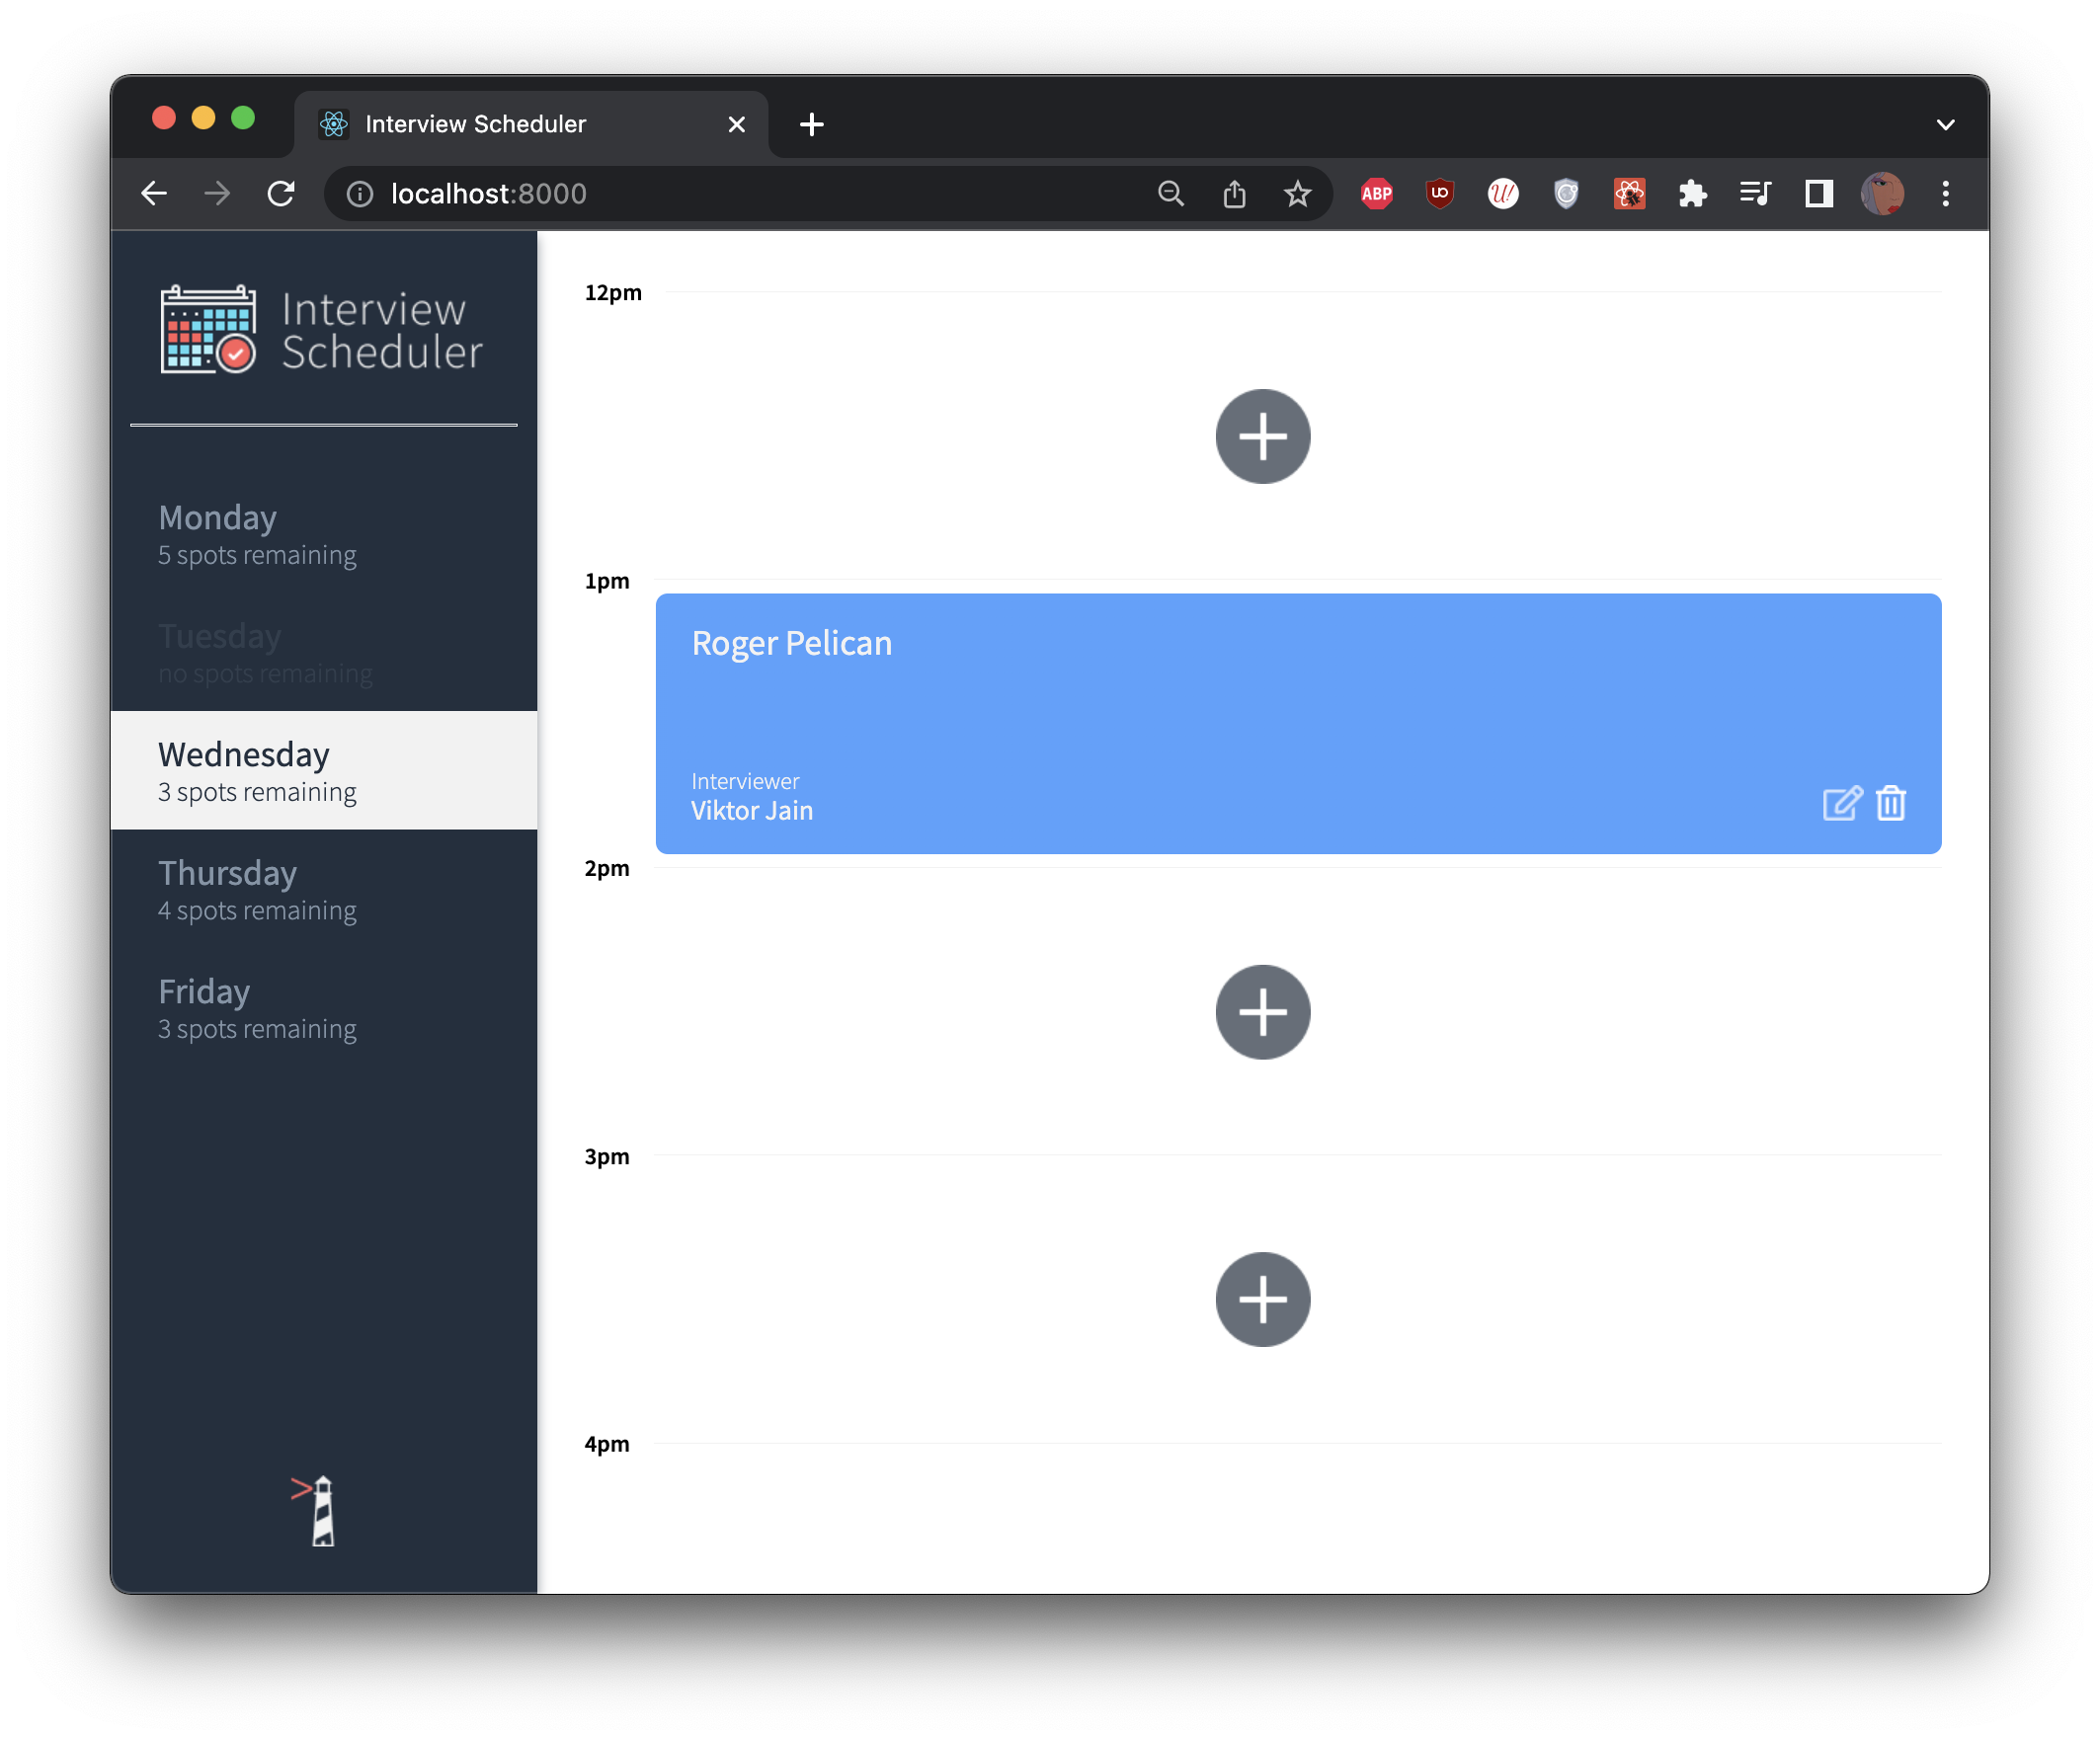 Interview Scheduler
localhost:8000
ABP
Interview
Scheduler
Monday
5 spots remaining
Tuesday
no spots remaining
Wednesday
3 spots remaining
Thursday
4 spots remaining
Friday
3 spots remaining
12pm
1pm
Roger Pelican
Interviewer
Viktor Jain
2pm
3pm
4pm